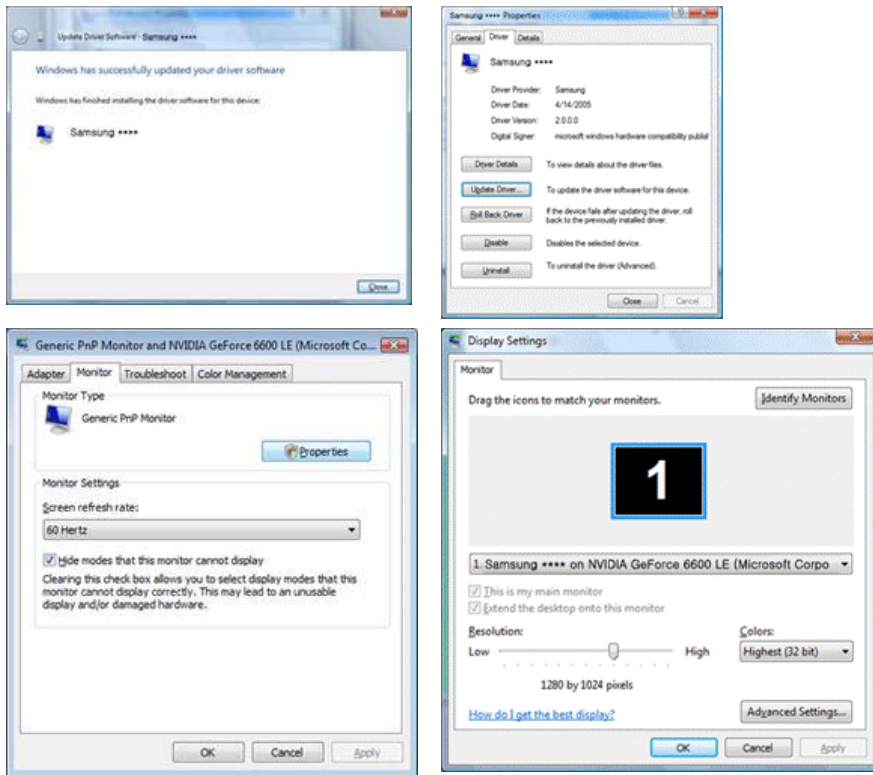 Update Driver Software - Samsung ****
Windows has successfully updated your driver software
Windows has finished installing the driver software for this device:
Samsung ****
Close
Samsung **** Properties
General Driver Details
Samsung ****
Driver Provider: Samsung
Driver Date: 4/14/2005
Driver Version: 2.0.0.0
Digital Signer: microsoft windows hardware compatibility publis
Driver Details To view details about the driver files.
Update Driver... To update the driver software for this device.
Roll Back Driver If the device fails after updating the driver, roll
back to the previously installed driver.
Disable Disables the selected device.
Uninstall To uninstall the driver (Advanced).
Close Cancel
Generic PnP Monitor and NVIDIA GeForce 6600 LE (Microsoft Co...
Adapter Monitor Troubleshoot Color Management
Monitor Type
Generic PnP Monitor
Properties
Monitor Settings
Screen refresh rate:
60 Hertz
Hide modes that this monitor cannot display
Clearing this check box allows you to select display modes that this
monitor cannot display correctly. This may lead to an unusable
display and/or damaged hardware.
OK Cancel Apply
Display Settings
Monitor
Drag the icons to match your monitors. Identify Monitors
1
1. Samsung **** on NVIDIA GeForce 6600 LE (Microsoft Corpo
This is my main monitor
Extend the desktop onto this monitor
Resolution: Colors:
Low High Highest (32 bit)
1280 by 1024 pixels
How do I get the best display? Advanced Settings...
OK Cancel Apply